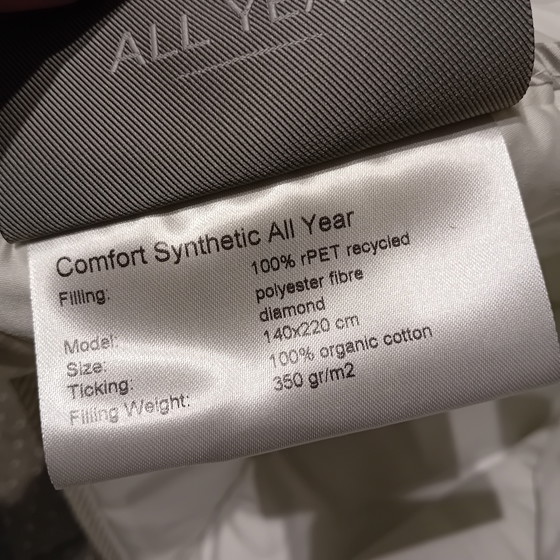 ALL YEA
Comfort Synthetic All Year
Filling: 100% rPET recycled
polyester fibre
Model: diamond
Size: 140x220 cm
Ticking: 100% organic cotton
Filling Weight: 350 gr/m2